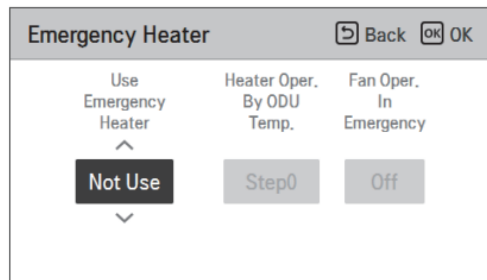 Emergency Heater Back OK OK
Use Heater Oper. Fan Oper.
Emergency By ODU In
Heater Temp. Emergency
Not Use Step0 Off